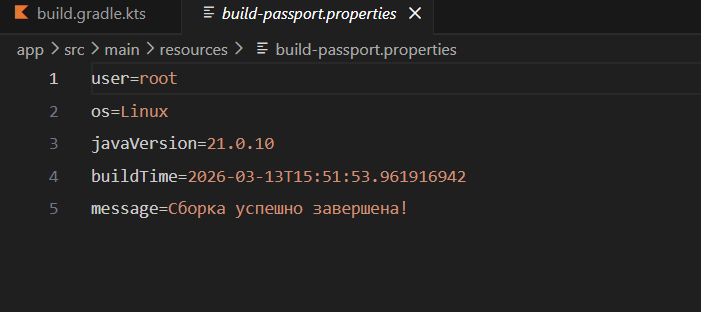 build.gradle.kts build-passport.properties
app > src > main > resources > build-passport.properties
1 user=root
2 os=Linux
3 javaVersion=21.0.10
4 buildTime=2026-03-13T15:51:53.961916942
5 message=Сборка успешно завершена!